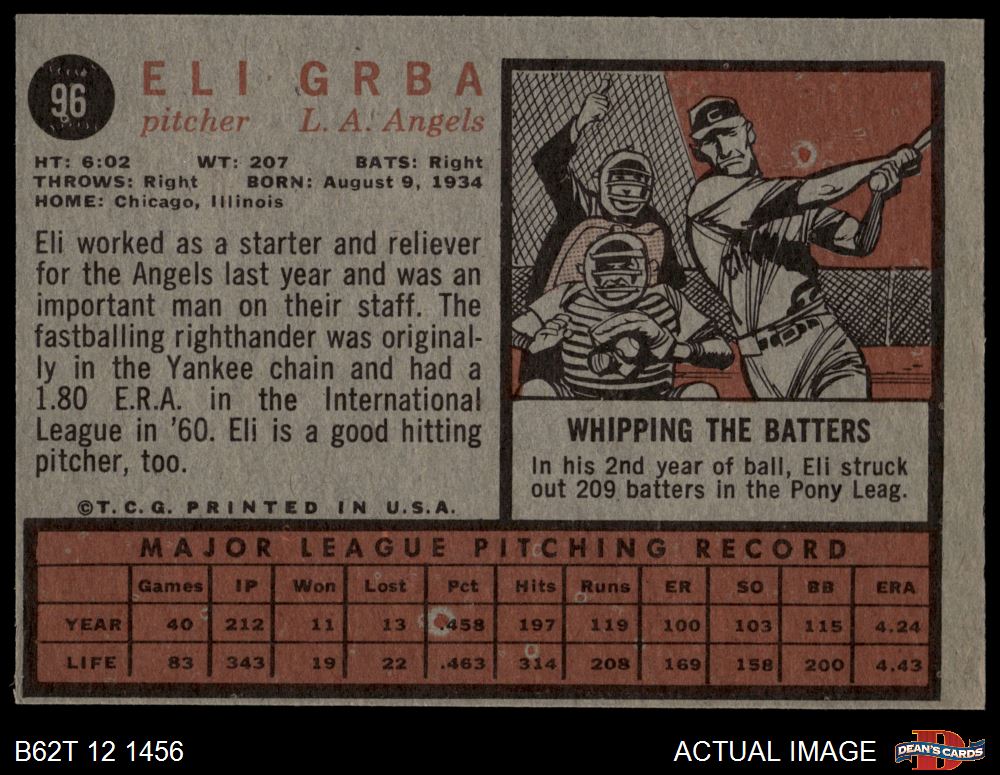 96
ELI GRBA
pitcher L. A. Angels
HT: 6:02 WT: 207 BATS: Right
THROWS: Right BORN: August 9, 1934
HOME: Chicago, Illinois
Eli worked as a starter and reliever
for the Angels last year and was an
important man on their staff. The
fastballing righthander was original-
ly in the Yankee chain and had a
1.80 E.R.A. in the International
League in '60. Eli is a good hitting
pitcher, too.
©T.C.G. PRINTED IN U.S.A.
C
WHIPPING THE BATTERS
In his 2nd year of ball, Eli struck
out 209 batters in the Pony Leag.
MAJOR LEAGUE PITCHING RECORD
Games IP Won Lost Pct Hits Runs ER SO BB ERA
YEAR 40 212 11 13 .458 197 119 100 103 115 4.24
LIFE 83 343 19 22 .463 314 208 169 158 200 4.43
B62T 12 1456 ACTUAL IMAGE DEAN'S CARDS